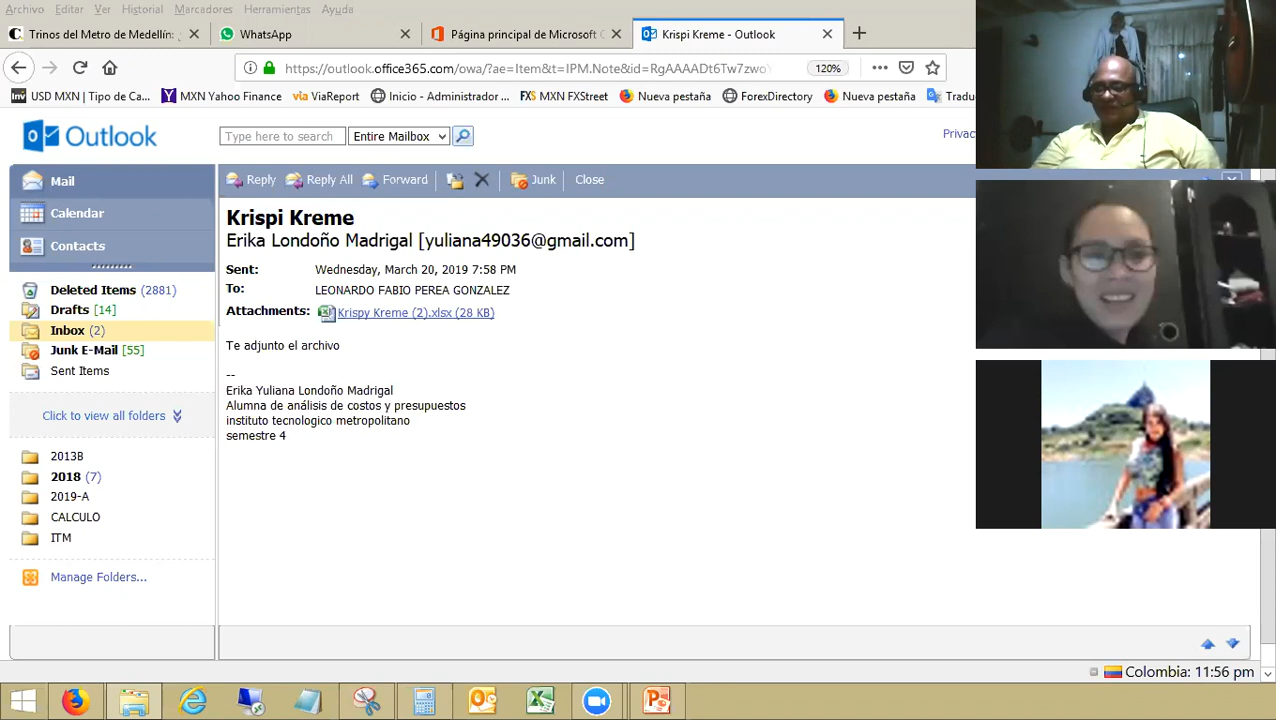 Archivo Editar Ver Historial Marcadores Herramientas Ayuda
Trinos del Metro de Medellín:
WhatsApp
Página principal de Microsoft O
Krispi Kreme - Outlook
https://outlook.office365.com/owa/?ae=Item&t=IPM.Note&id=RgAAAADt6Tw7zwo
120%
USD MXN | Tipo de Ca...
MXN Yahoo Finance
ViaReport
Inicio - Administrador ...
MXN FXStreet
Nueva pestaña
ForexDirectory
Nueva pestaña
Tradu
Outlook
Type here to search
Entire Mailbox
Privac
Mail
Calendar
Contacts
Reply
Reply All
Forward
Junk
Close
Krispi Kreme
Erika Londoño Madrigal [yuliana49036@gmail.com]
Sent: Wednesday, March 20, 2019 7:58 PM
To: LEONARDO FABIO PEREA GONZALEZ
Attachments: Krispy Kreme (2).xlsx (28 KB)
Te adjunto el archivo
--
Erika Yuliana Londoño Madrigal
Alumna de análisis de costos y presupuestos
instituto tecnologico metropolitano
semestre 4
Deleted Items (2881)
Drafts [14]
Inbox (2)
Junk E-Mail [55]
Sent Items
Click to view all folders
2013B
2018 (7)
2019-A
CALCULO
ITM
Manage Folders...
Colombia: 11:56 pm